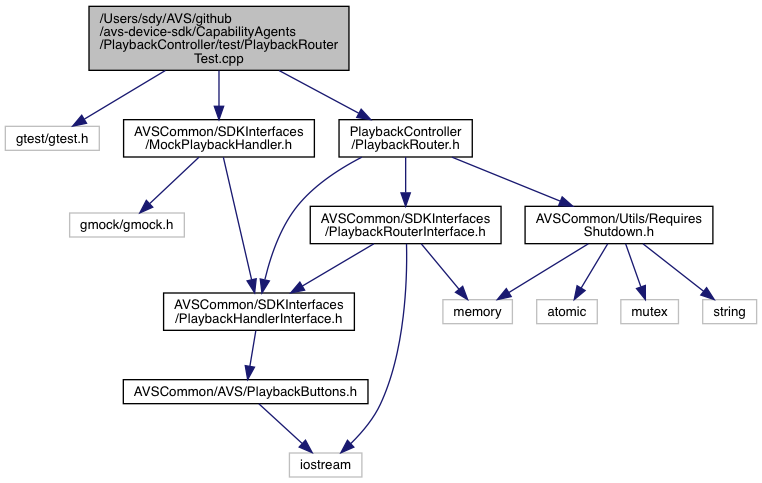 /Users/sdy/AVS/github
/avs-device-sdk/CapabilityAgents
/PlaybackController/test/PlaybackRouter
Test.cpp
gtest/gtest.h
AVSCommon/SDKInterfaces
/MockPlaybackHandler.h
PlaybackController
/PlaybackRouter.h
gmock/gmock.h
AVSCommon/SDKInterfaces
/PlaybackRouterInterface.h
AVSCommon/Utils/Requires
Shutdown.h
AVSCommon/SDKInterfaces
/PlaybackHandlerInterface.h
memory
atomic
mutex
string
AVSCommon/AVS/PlaybackButtons.h
iostream